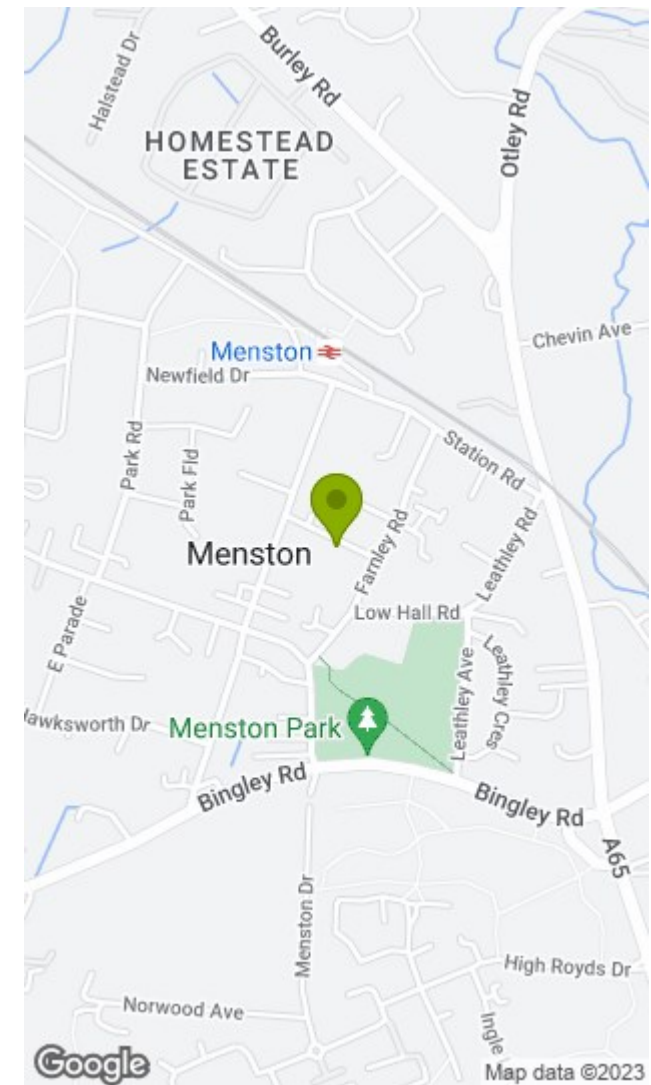 Halstead Dr
Burley Rd
Otley Rd
HOMESTEAD
ESTATE
Chevin Ave
Menston
Newfield Dr
Station Rd
Park Rd
Park Fld
Farnley Rd
Leathley Rd
Menston
Low Hall Rd
E Parade
Leathley Ave
Leathley Cres
Hawksworth Dr
Menston Park
Bingley Rd
Bingley Rd
A65
Menston Dr
High Royds Dr
Norwood Ave
Ingle
Google
Map data ©2023